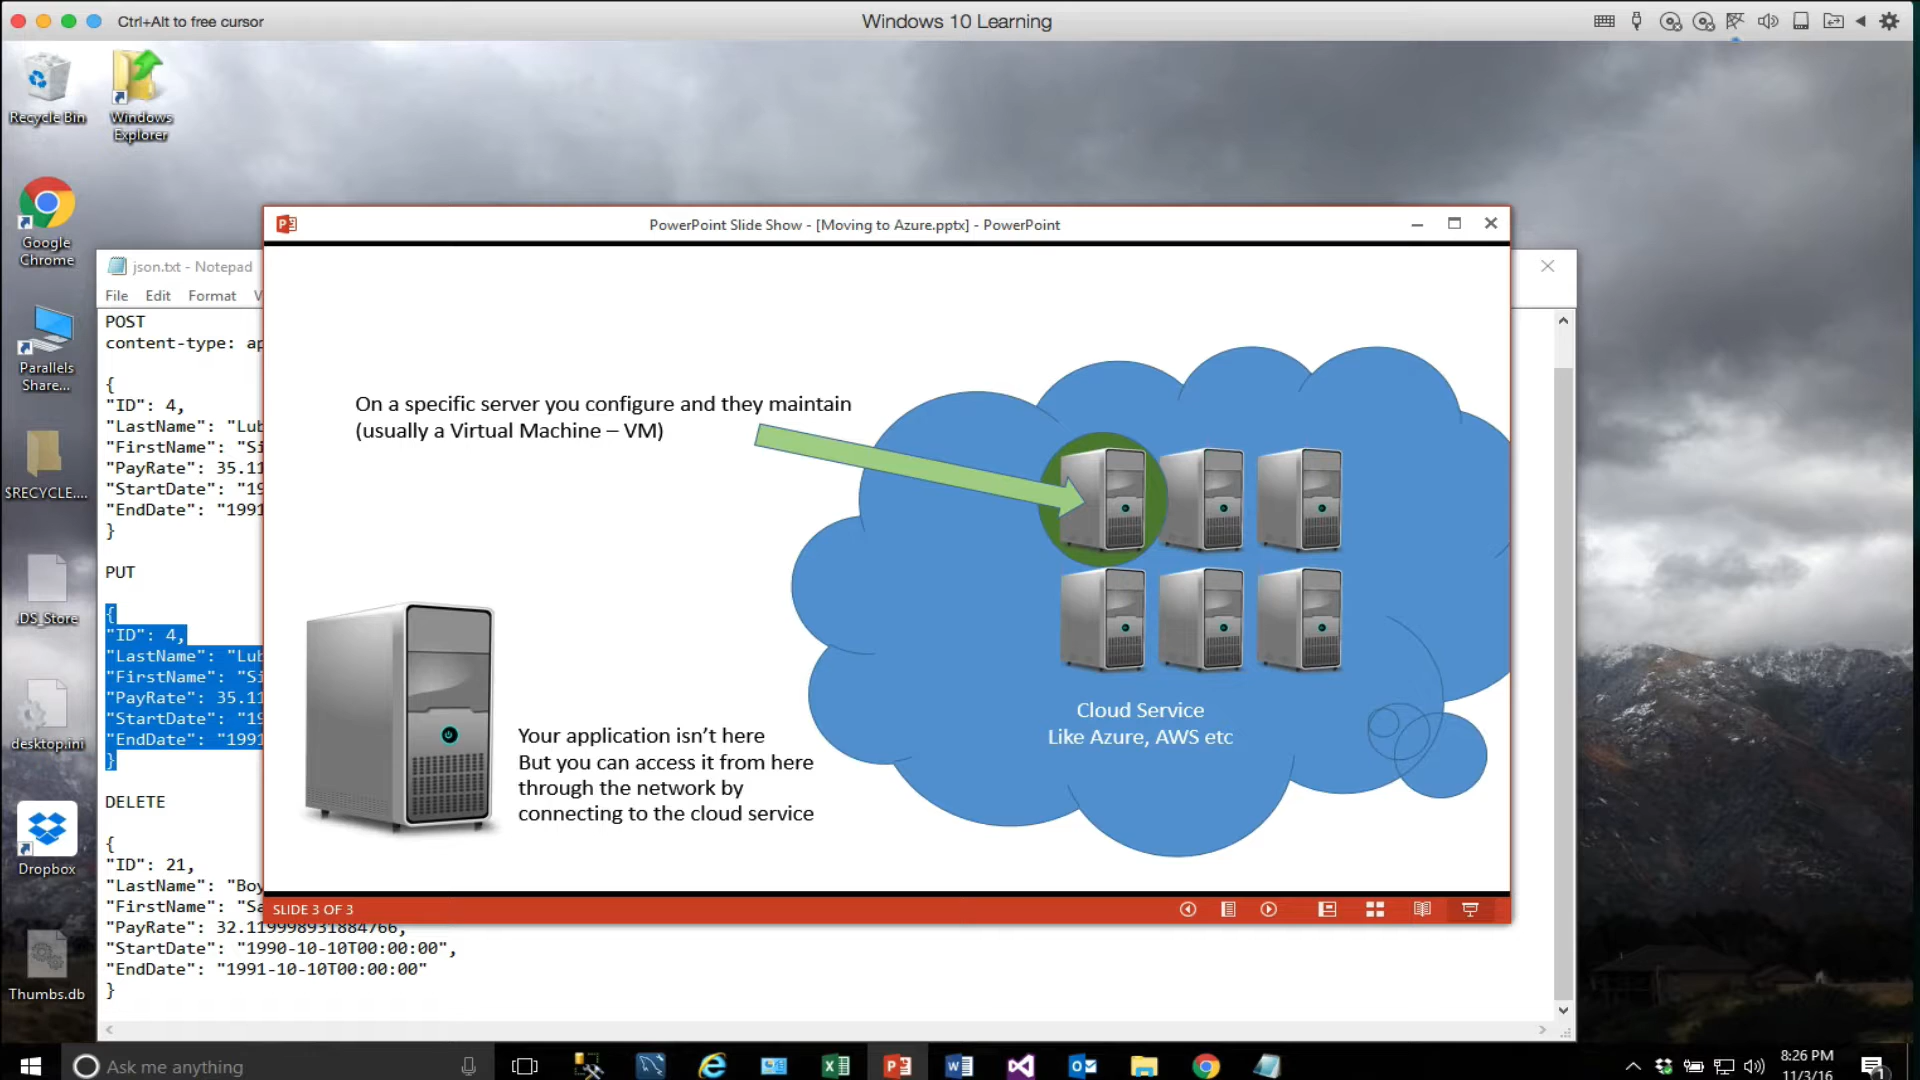 Ctrl+Alt to free cursor
Windows 10 Learning
Recycle Bin
Windows
Explorer
Google
Chrome
Parallels
Share...
$RECYCLE....
.DS_Store
desktop.ini
Dropbox
Thumbs.db
json.txt - Notepad
File Edit Format
POST
content-type:
{
"ID": 4,
"LastName": "Lub
"FirstName": "Si
"PayRate": 35.11
"StartDate": "19
"EndDate": "1991
}
PUT
{
"ID": 4,
"LastName": "Lub
"FirstName": "Si
"PayRate": 35.11
"StartDate": "19
"EndDate": "1991
}
DELETE
{
"ID": 21,
"LastName": "Boy
"FirstName": "Sa
"PayRate": 32.119998931884766,
"StartDate": "1990-10-10T00:00:00",
"EndDate": "1991-10-10T00:00:00"
}
PowerPoint Slide Show - [Moving to Azure.pptx] - PowerPoint
On a specific server you configure and they maintain
(usually a Virtual Machine – VM)
Your application isn't here
But you can access it from here
through the network by
connecting to the cloud service
Cloud Service
Like Azure, AWS etc
SLIDE 3 OF 3
Ask me anything
8:26 PM
11/3/16